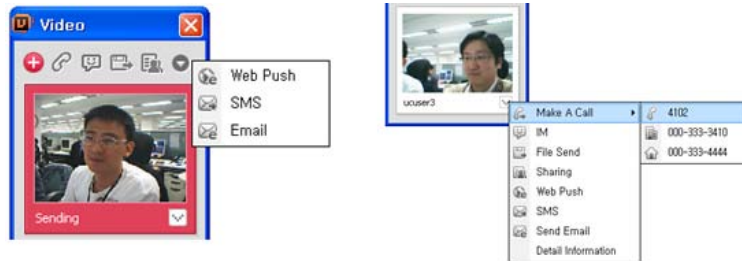 Video
Web Push
SMS
Email
Sending
ucuser3
Make A Call
4102
IM
000-333-3410
File Send
000-333-4444
Sharing
Web Push
SMS
Send Email
Detail Information